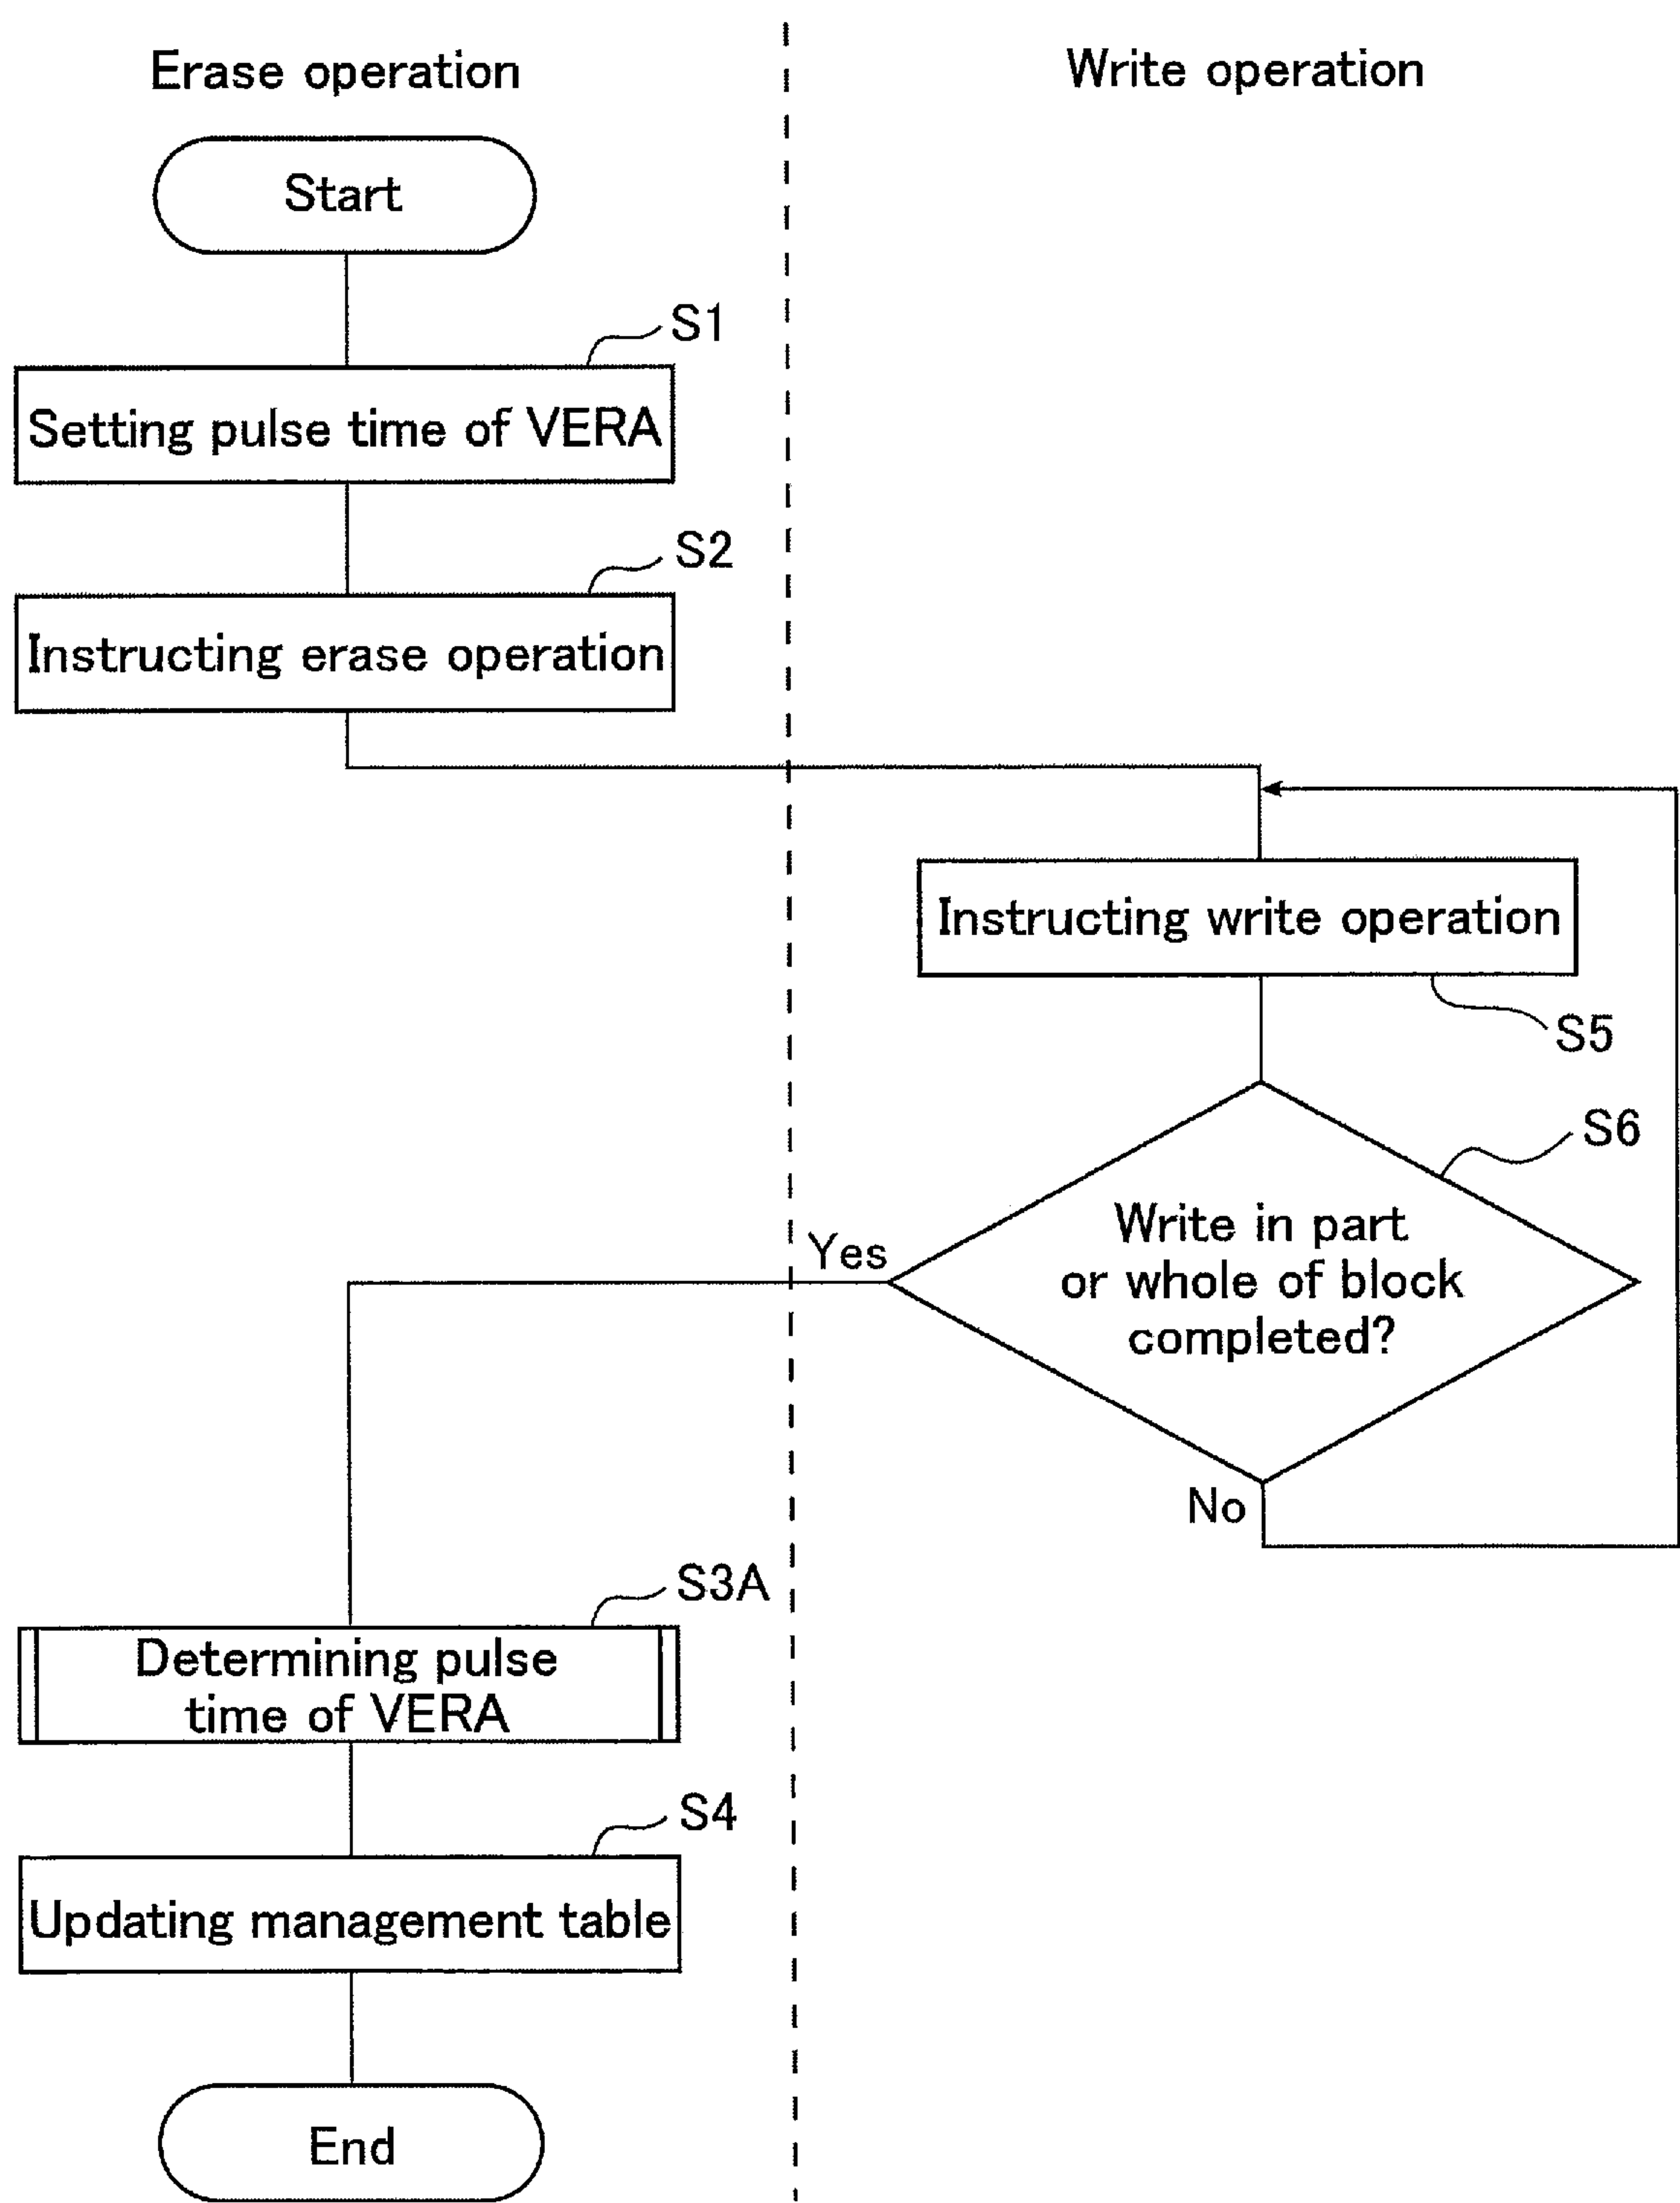 Erase operation
Write operation
Start
S1
Setting pulse time of VERA
S2
Instructing erase operation
Instructing write operation
S5
S6
Write in part
or whole of block
completed?
Yes
No
S3A
Determining pulse
time of VERA
S4
Updating management table
End